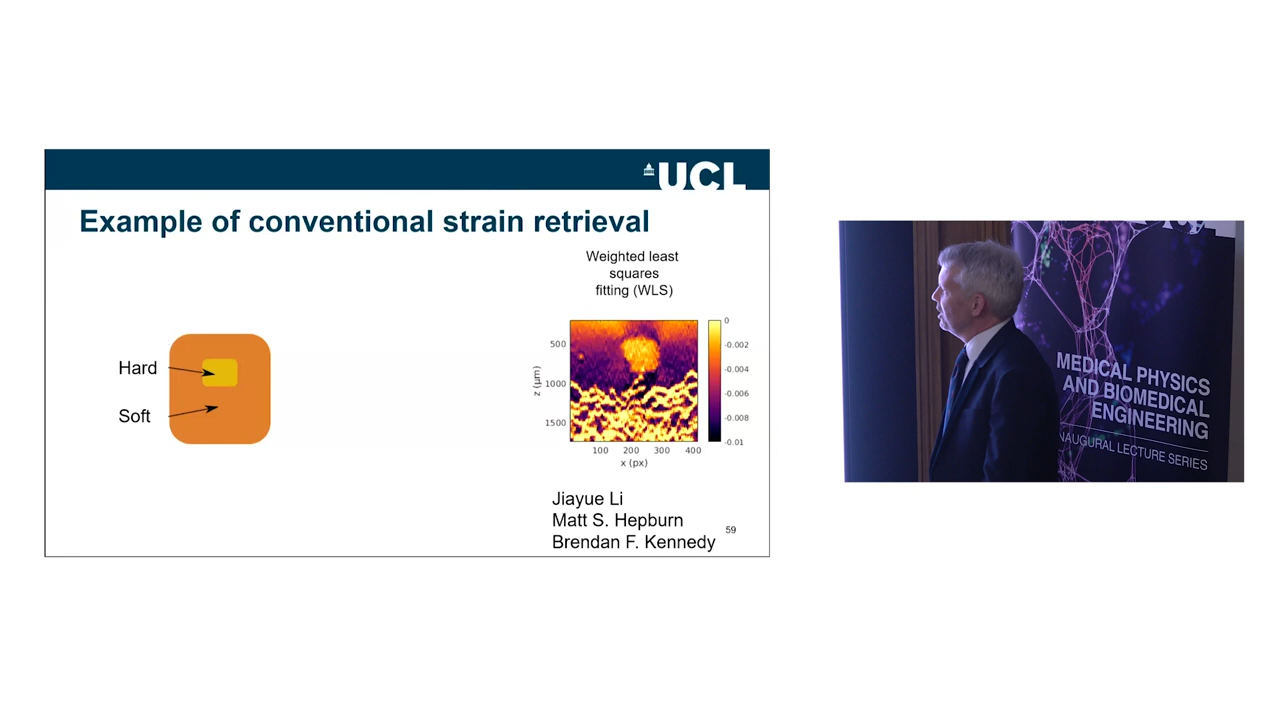 UCL
Example of conventional strain retrieval
Weighted least
squares
fitting (WLS)
Hard
Soft
0
-0.002
-0.004
-0.006
-0.008
-0.01
500
1000
1500
z (μm)
100 200 300 400
x (px)
Jiayue Li
Matt S. Hepburn
Brendan F. Kennedy
59
MEDICAL PHYSICS
AND BIOMEDICAL
ENGINEERING
NAUGURAL LECTURE SERIES